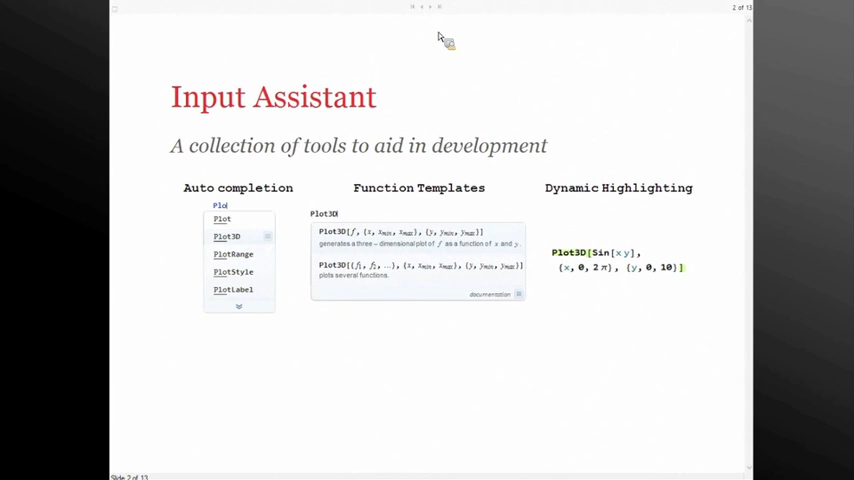 2 of 13
Input Assistant
A collection of tools to aid in development
Auto completion
Plo
Plot
Plot3D
PlotRange
PlotStyle
PlotLabel
Function Templates
Plot3D
Plot3D[f, {x, xmin, xmax}, {y, ymin, ymax}]
generates a three-dimensional plot of f as a function of x and y.
Plot3D[{f1, f2, ...}, {x, xmin, xmax}, {y, ymin, ymax}]
plots several functions.
documentation
Dynamic Highlighting
Plot3D[Sin[x y],
{x, 0, 2 π}, {y, 0, 10}]
Slide 2 of 13